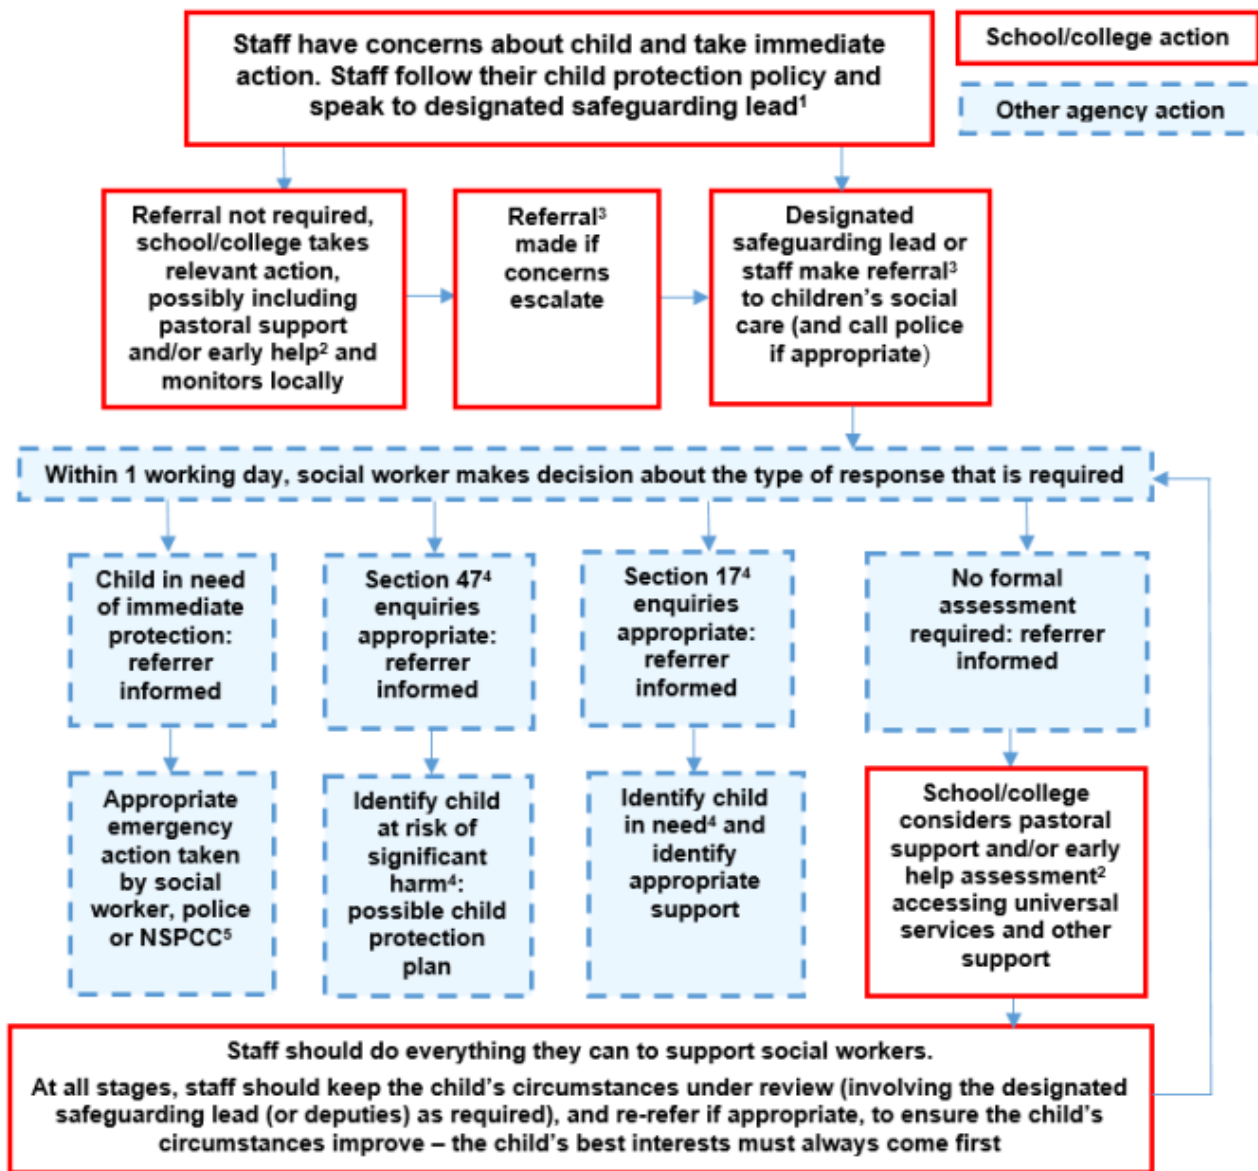 Staff have concerns about child and take immediate
action. Staff follow their child protection policy and
speak to designated safeguarding lead¹
School/college action
Other agency action
Referral not required,
school/college takes
relevant action,
possibly including
pastoral support
and/or early help² and
monitors locally
Referral³
made if
concerns
escalate
Designated
safeguarding lead or
staff make referral³
to children’s social
care (and call police
if appropriate)
Within 1 working day, social worker makes decision about the type of response that is required
Child in need
of immediate
protection:
referrer
informed
Section 47⁴
enquiries
appropriate:
referrer
informed
Section 17⁴
enquiries
appropriate:
referrer
informed
No formal
assessment
required: referrer
informed
Appropriate
emergency
action taken
by social
worker, police
or NSPCC⁵
Identify child
at risk of
significant
harm⁴:
possible child
protection
plan
Identify child
in need⁴ and
identify
appropriate
support
School/college
considers pastoral
support and/or early
help assessment²
accessing universal
services and other
support
Staff should do everything they can to support social workers.
At all stages, staff should keep the child’s circumstances under review (involving the designated
safeguarding lead (or deputies) as required), and re-refer if appropriate, to ensure the child’s
circumstances improve – the child’s best interests must always come first